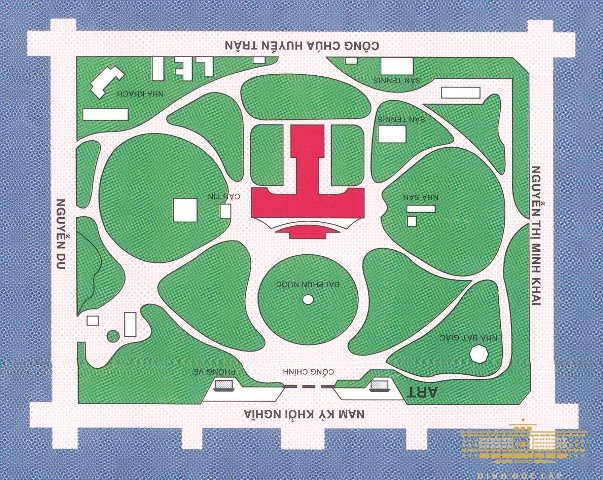 CÔNG CHÚA HUYỀN TRÂN
SÂN TENNIS
NHÀ KHÁCH
SÂN TENNIS
CĂN TIN
NHÀ SÀN
NGUYỄN DU
NGUYỄN THỊ MINH KHAI
ĐÀI PHUN NƯỚC
NHÀ BÁT GIÁC
PHÒNG VÉ
CỔNG CHÍNH
ART
NAM KỲ KHỞI NGHĨA
DINH ĐỘC LẬP